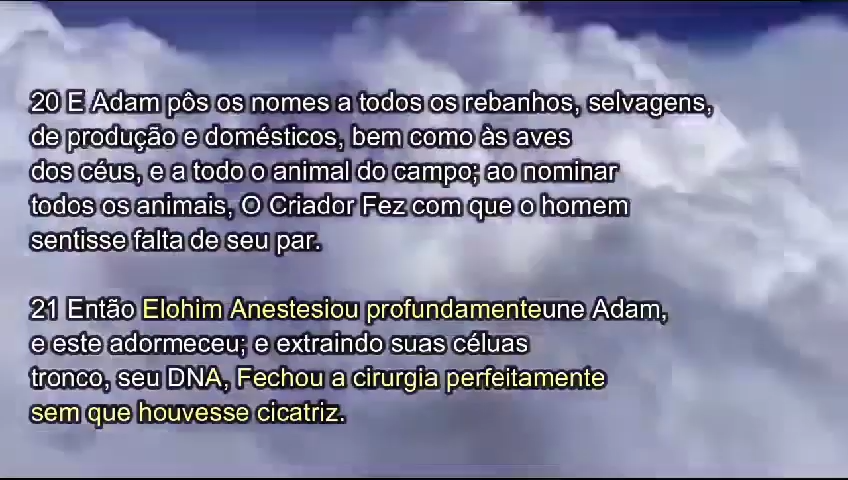 20 E Adam pôs os nomes a todos os rebanhos, selvagens,
de produção e domésticos, bem como às aves
dos céus, e a todo o animal do campo; ao nominar
todos os animais, O Criador Fez com que o homem
sentisse falta de seu par.
21 Então Elohim Anestesiou profundamenteune Adam,
e este adormeceu; e extraindo suas céluas
tronco, seu DNA, Fechou a cirurgia perfeitamente
sem que houvesse cicatriz.